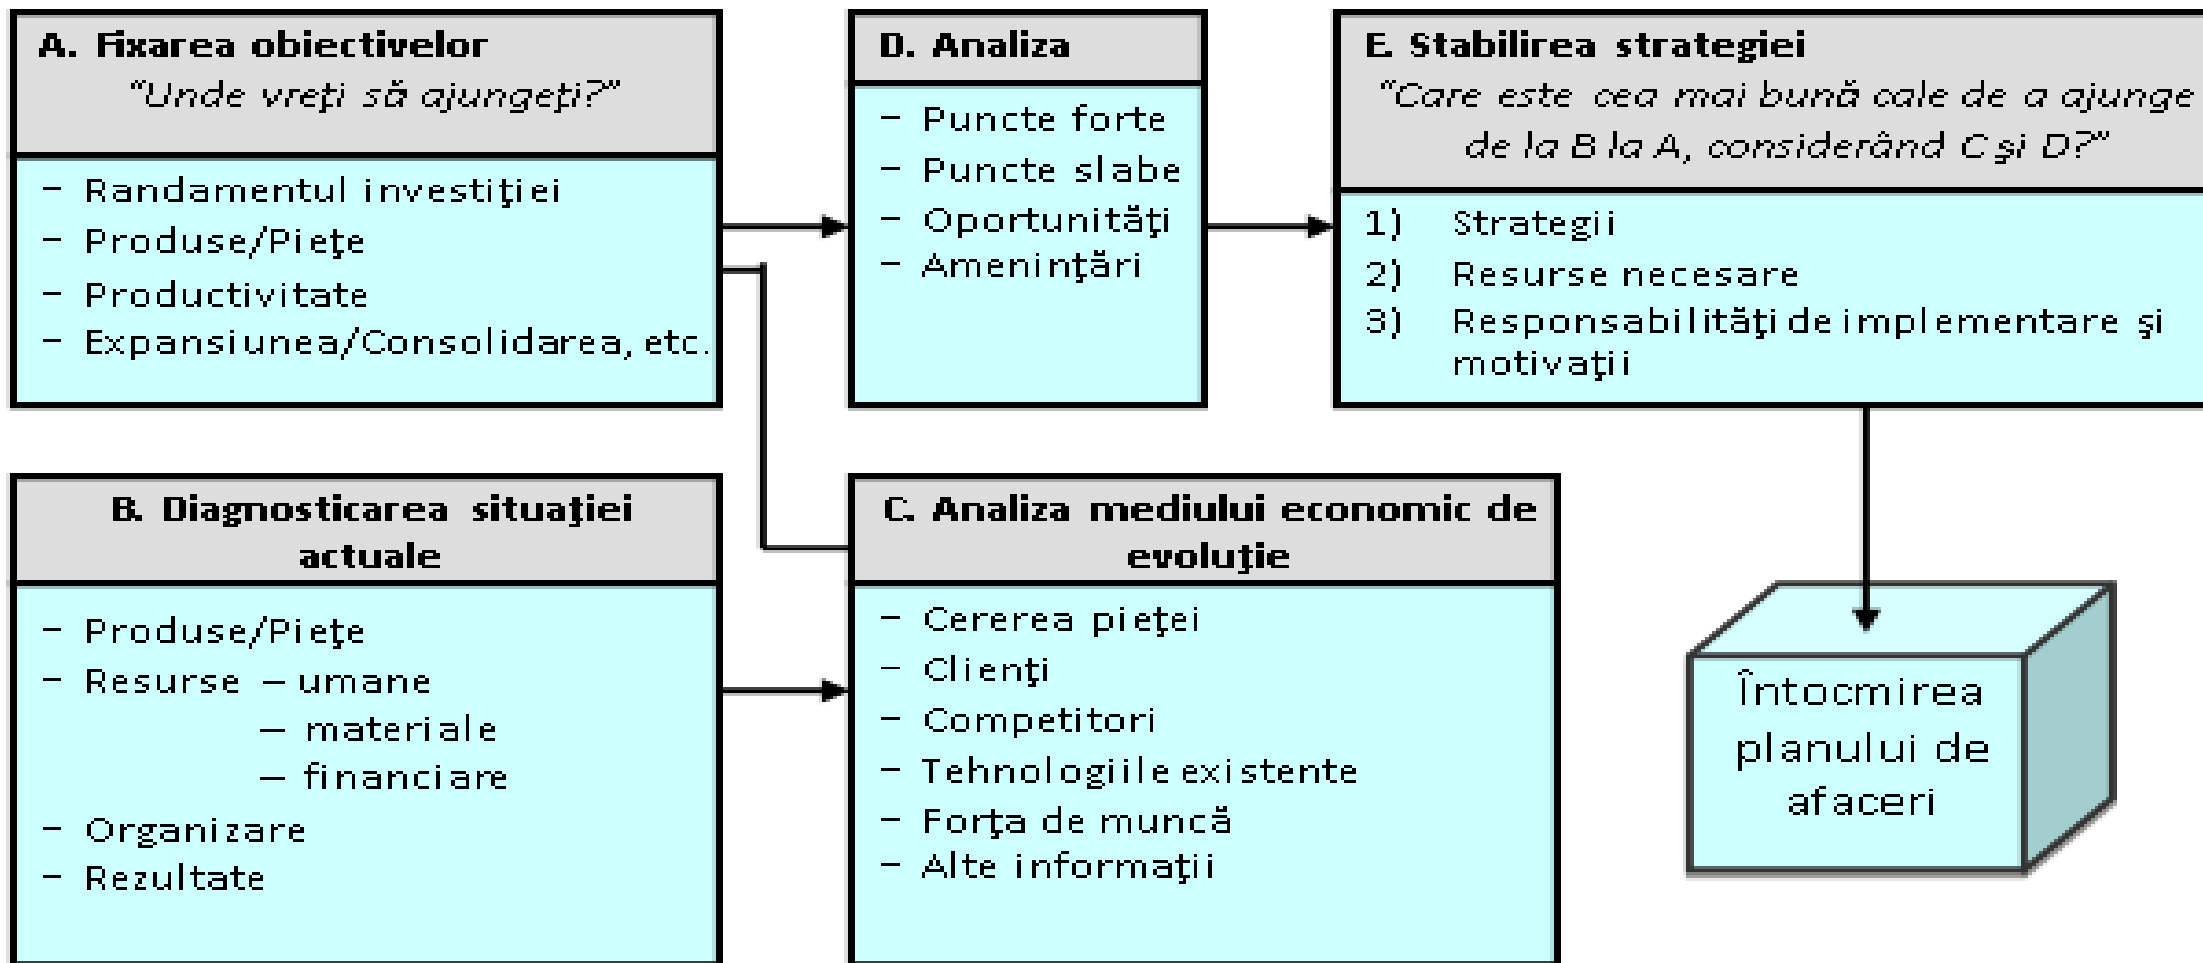 A. Fixarea obiectivelor
"Unde vreţi să ajungeţi?"
– Randamentul investiţiei
– Produse/Pieţe
– Productivitate
– Expansiunea/Consolidarea, etc.
D. Analiza
– Puncte forte
– Puncte slabe
– Oportunităţi
– Ameninţări
E. Stabilirea strategiei
"Care este cea mai bună cale de a ajunge
de la B la A, considerând C şi D?"
1) Strategii
2) Resurse necesare
3) Responsabilităţi de implementare şi
motivaţii
B. Diagnosticarea situaţiei
actuale
– Produse/Pieţe
– Resurse – umane
– materiale
– financiare
– Organizare
– Rezultate
C. Analiza mediului economic de
evoluţie
– Cererea pieţei
– Clienţi
– Competitori
– Tehnologiile existente
– Forţa de muncă
– Alte informaţii
Întocmirea
planului de
afaceri